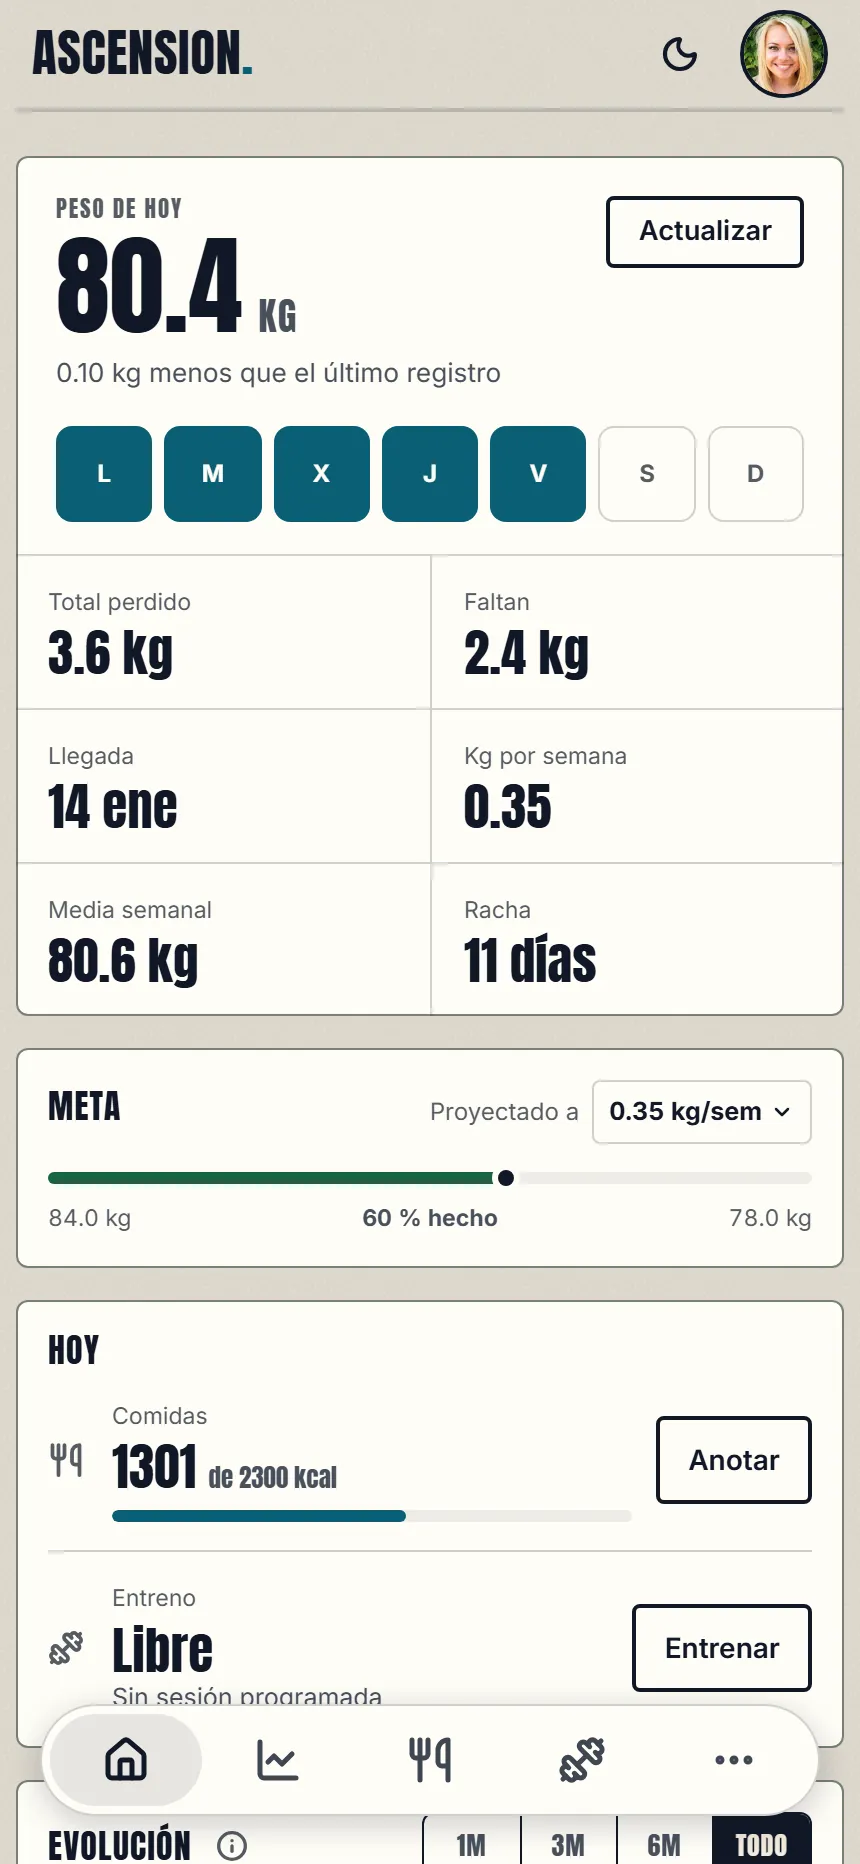 ASCENSION.
PESO DE HOY
Actualizar
80.4 KG
0.10 kg menos que el último registro
L M X J V S D
Total perdido
3.6 kg
Faltan
2.4 kg
Llegada
14 ene
Kg por semana
0.35
Media semanal
80.6 kg
Racha
11 días
META
Proyectado a 0.35 kg/sem
84.0 kg 60 % hecho 78.0 kg
HOY
Comidas
1301 de 2300 kcal
Anotar
Entreno
Libre
Sin sesión programada
Entrenar
EVOLUCIÓN 1M 3M 6M TODO